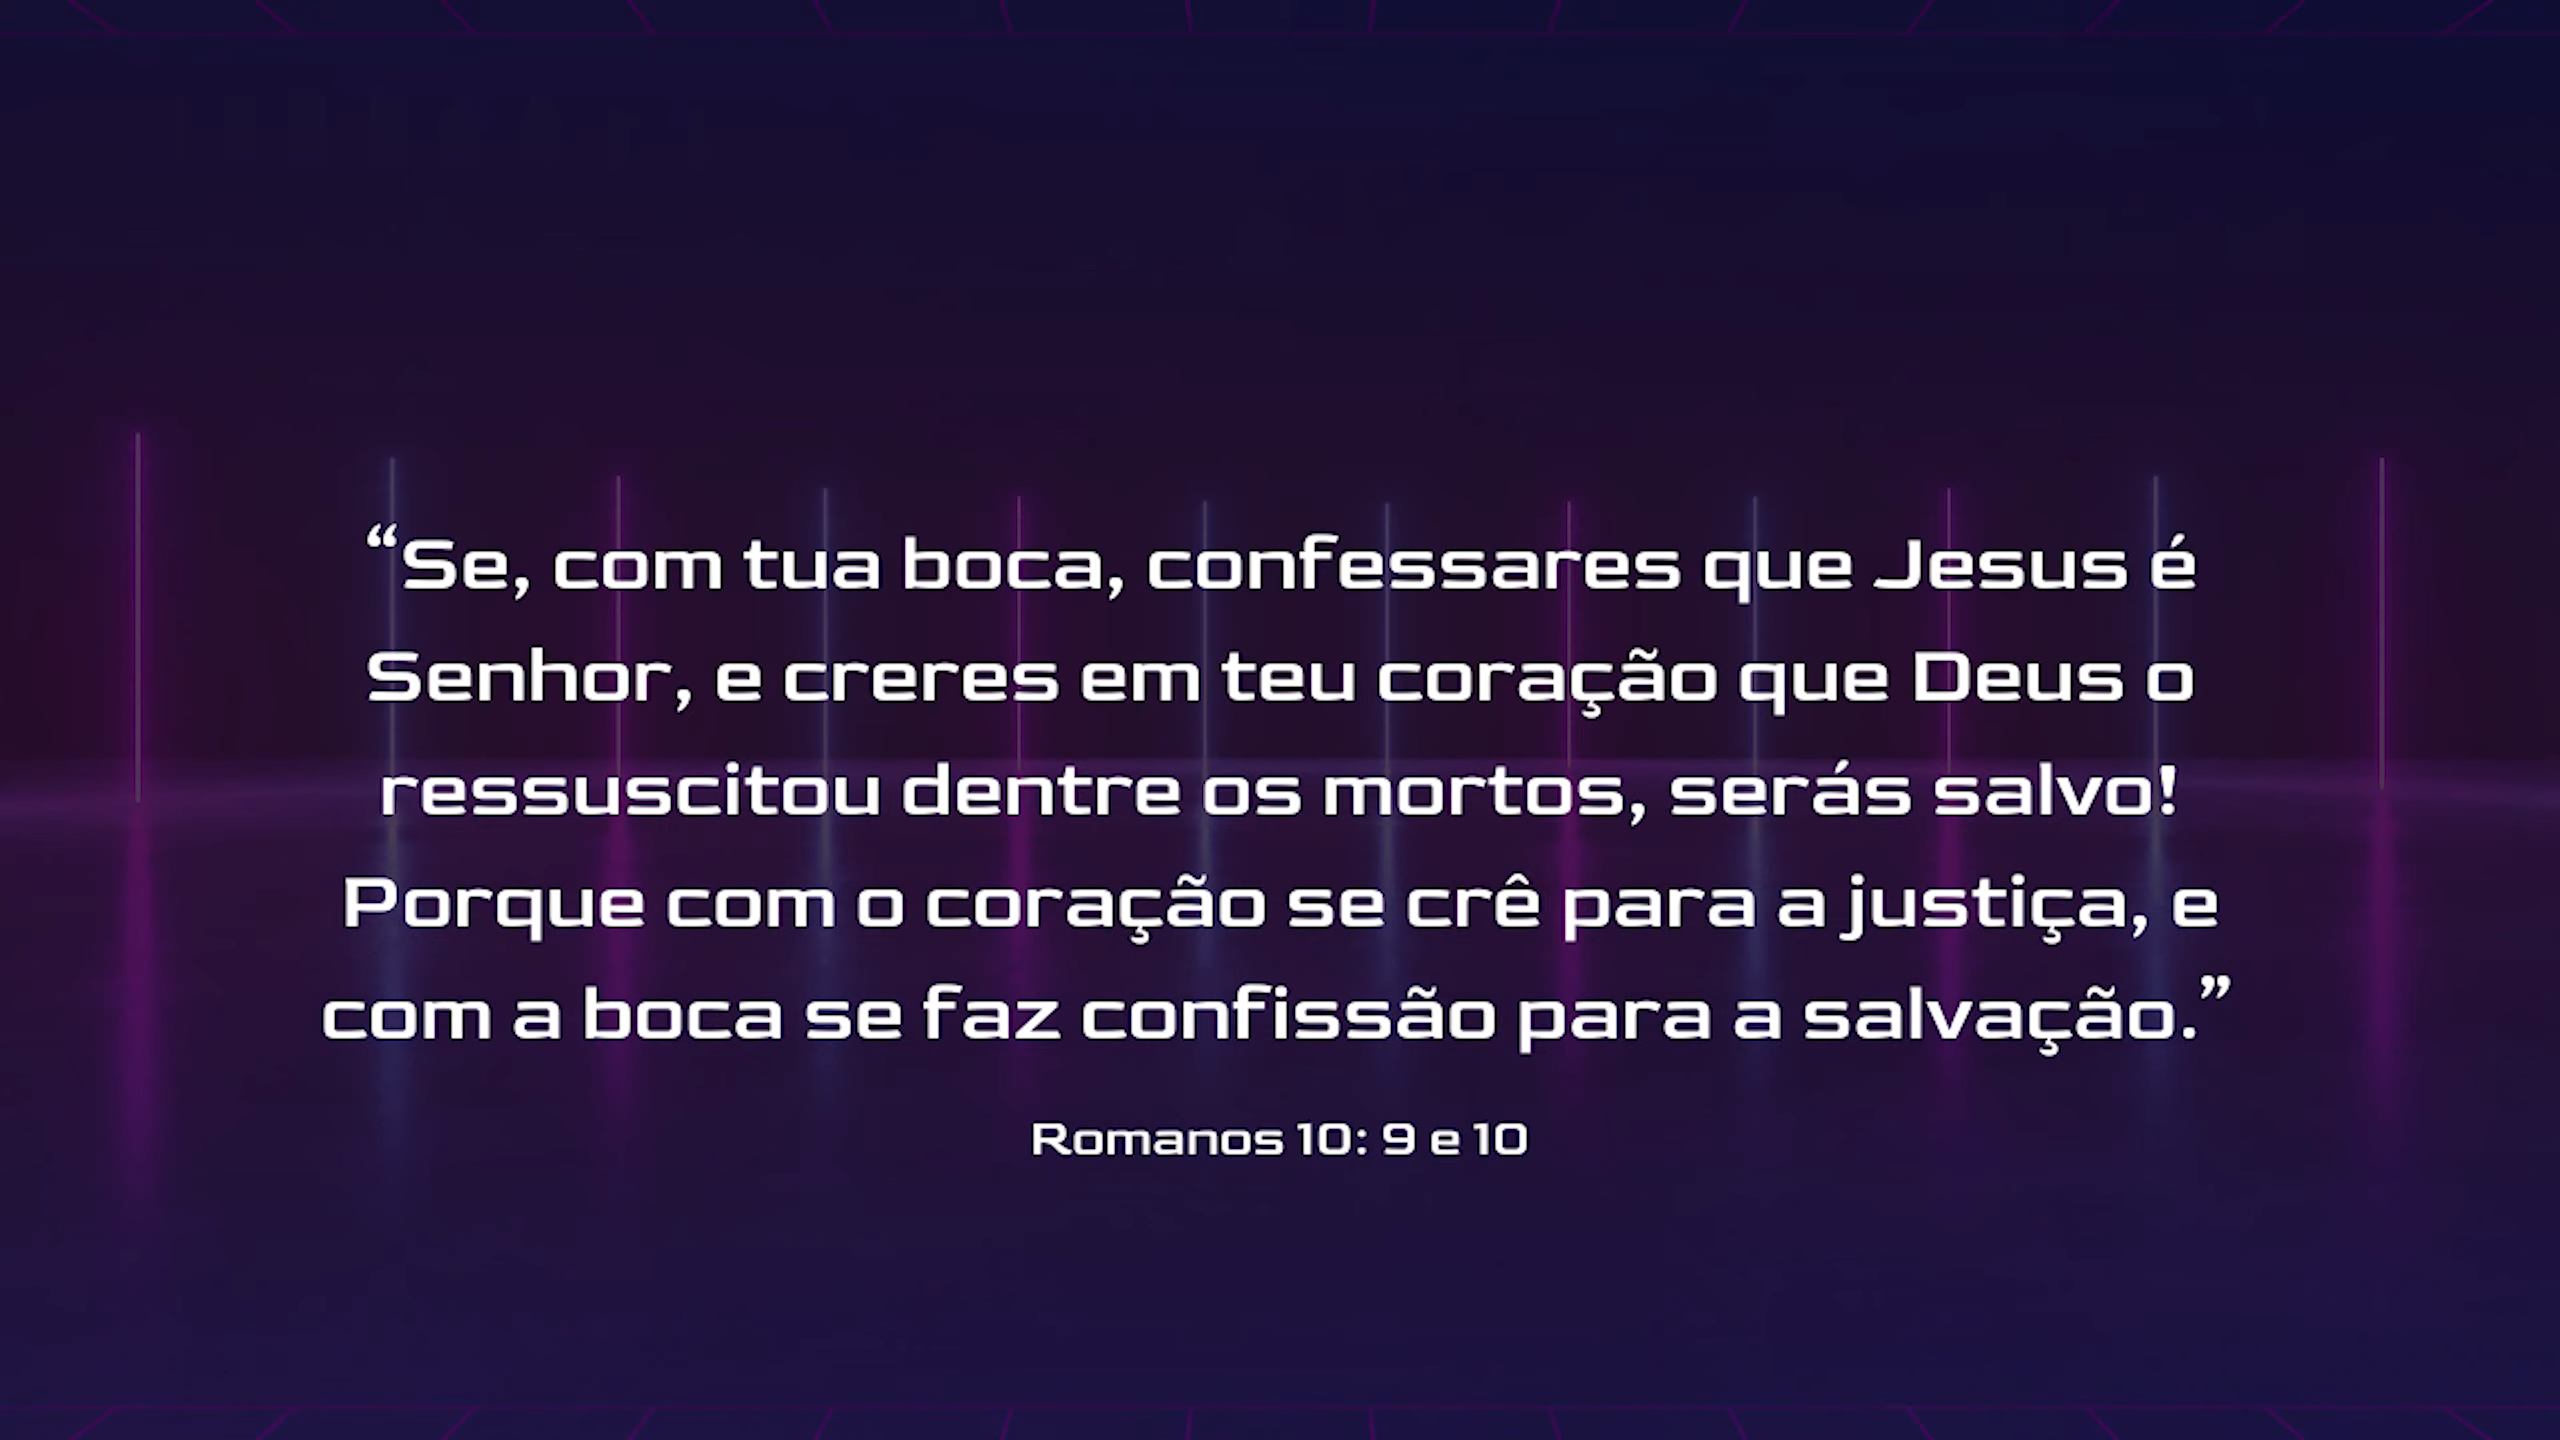 “Se, com tua boca, confessares que Jesus é
Senhor, e creres em teu coração que Deus o
ressuscitou dentre os mortos, serás salvo!
Porque com o coração se crê para a justiça, e
com a boca se faz confissão para a salvação.”
Romanos 10: 9 e 10